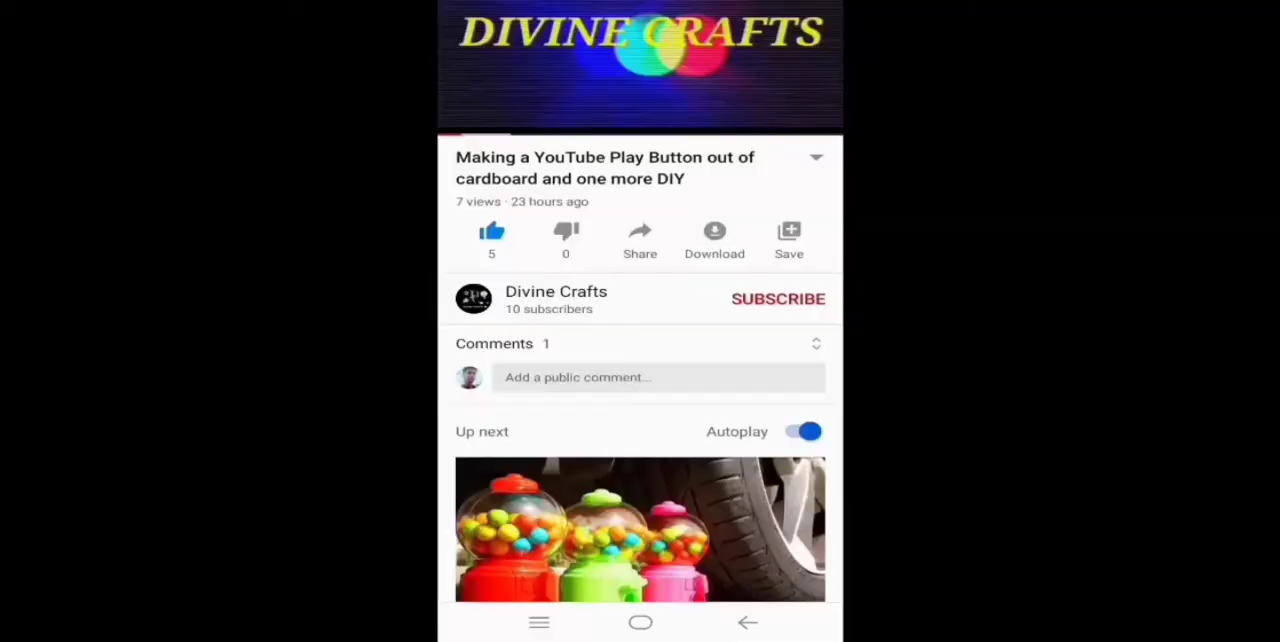 DIVINE CRAFTS
Making a YouTube Play Button out of
cardboard and one more DIY
7 views · 23 hours ago
5
0
Share
Download
Save
Divine Crafts
10 subscribers
SUBSCRIBE
Comments 1
Add a public comment...
Up next
Autoplay